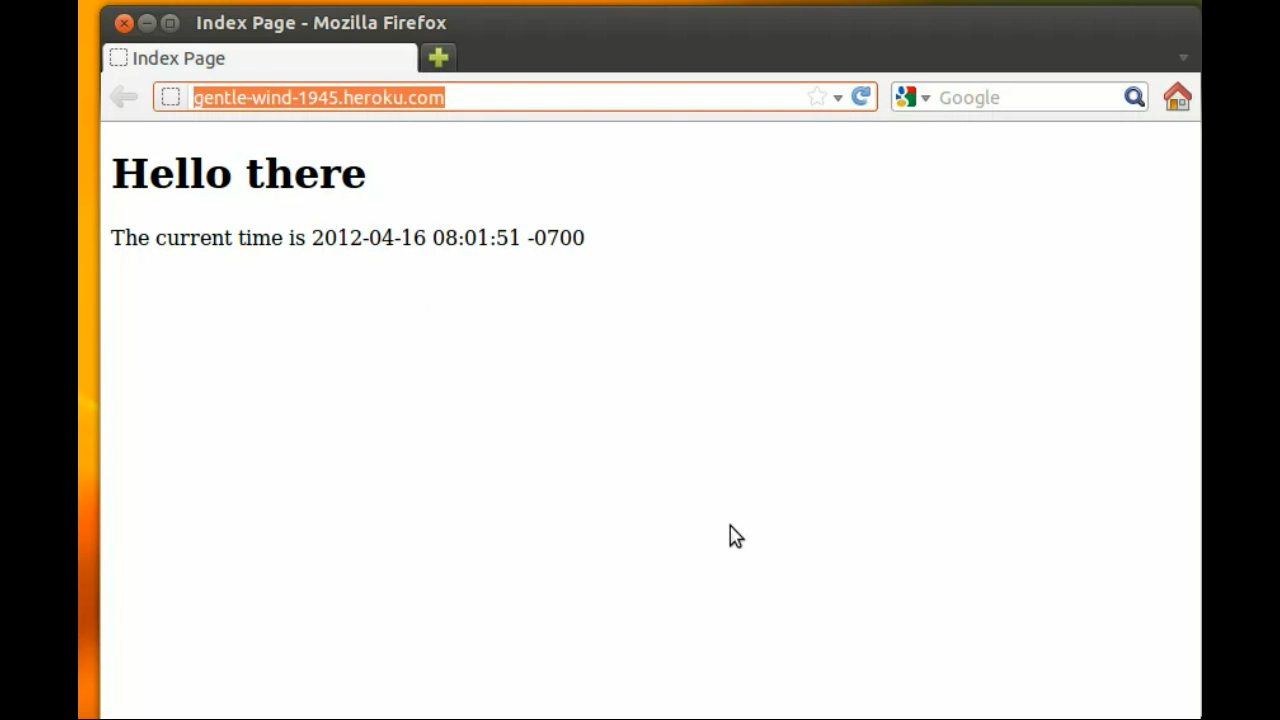 Index Page - Mozilla Firefox
Index Page
gentle-wind-1945.heroku.com
Google
Hello there
The current time is 2012-04-16 08:01:51 -0700